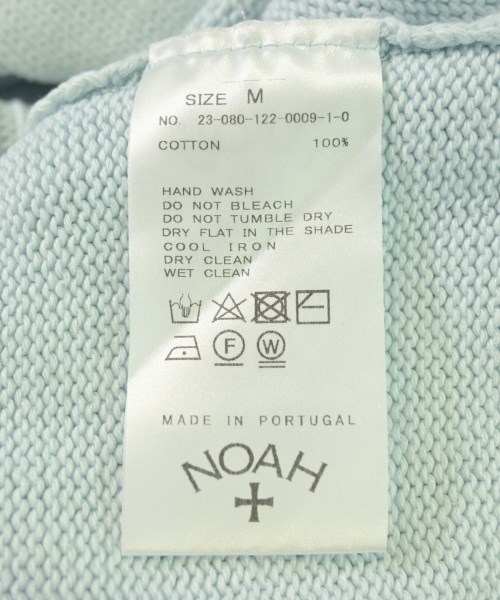 SIZE M
NO. 23-080-122-0009-1-0
COTTON 100%
HAND WASH
DO NOT BLEACH
DO NOT TUMBLE DRY
DRY FLAT IN THE SHADE
COOL IRON
DRY CLEAN
WET CLEAN
F W
MADE IN PORTUGAL
NOAH